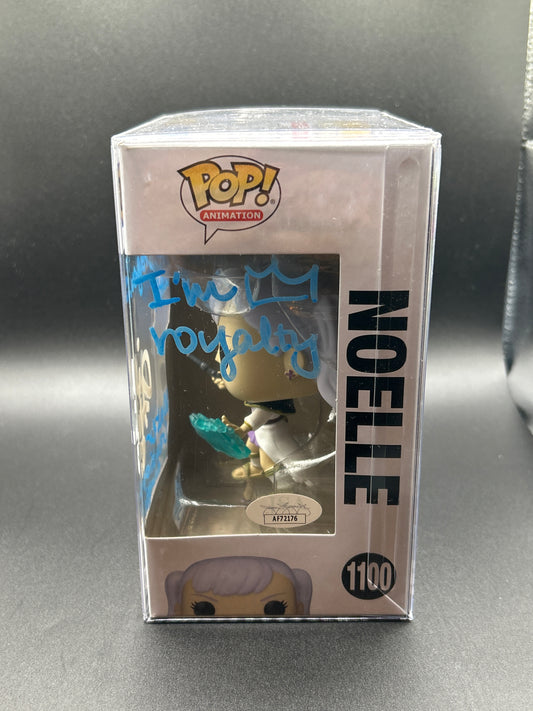 POP!
ANIMATION
I'm
royalty
NOELLE
AF72176
1100